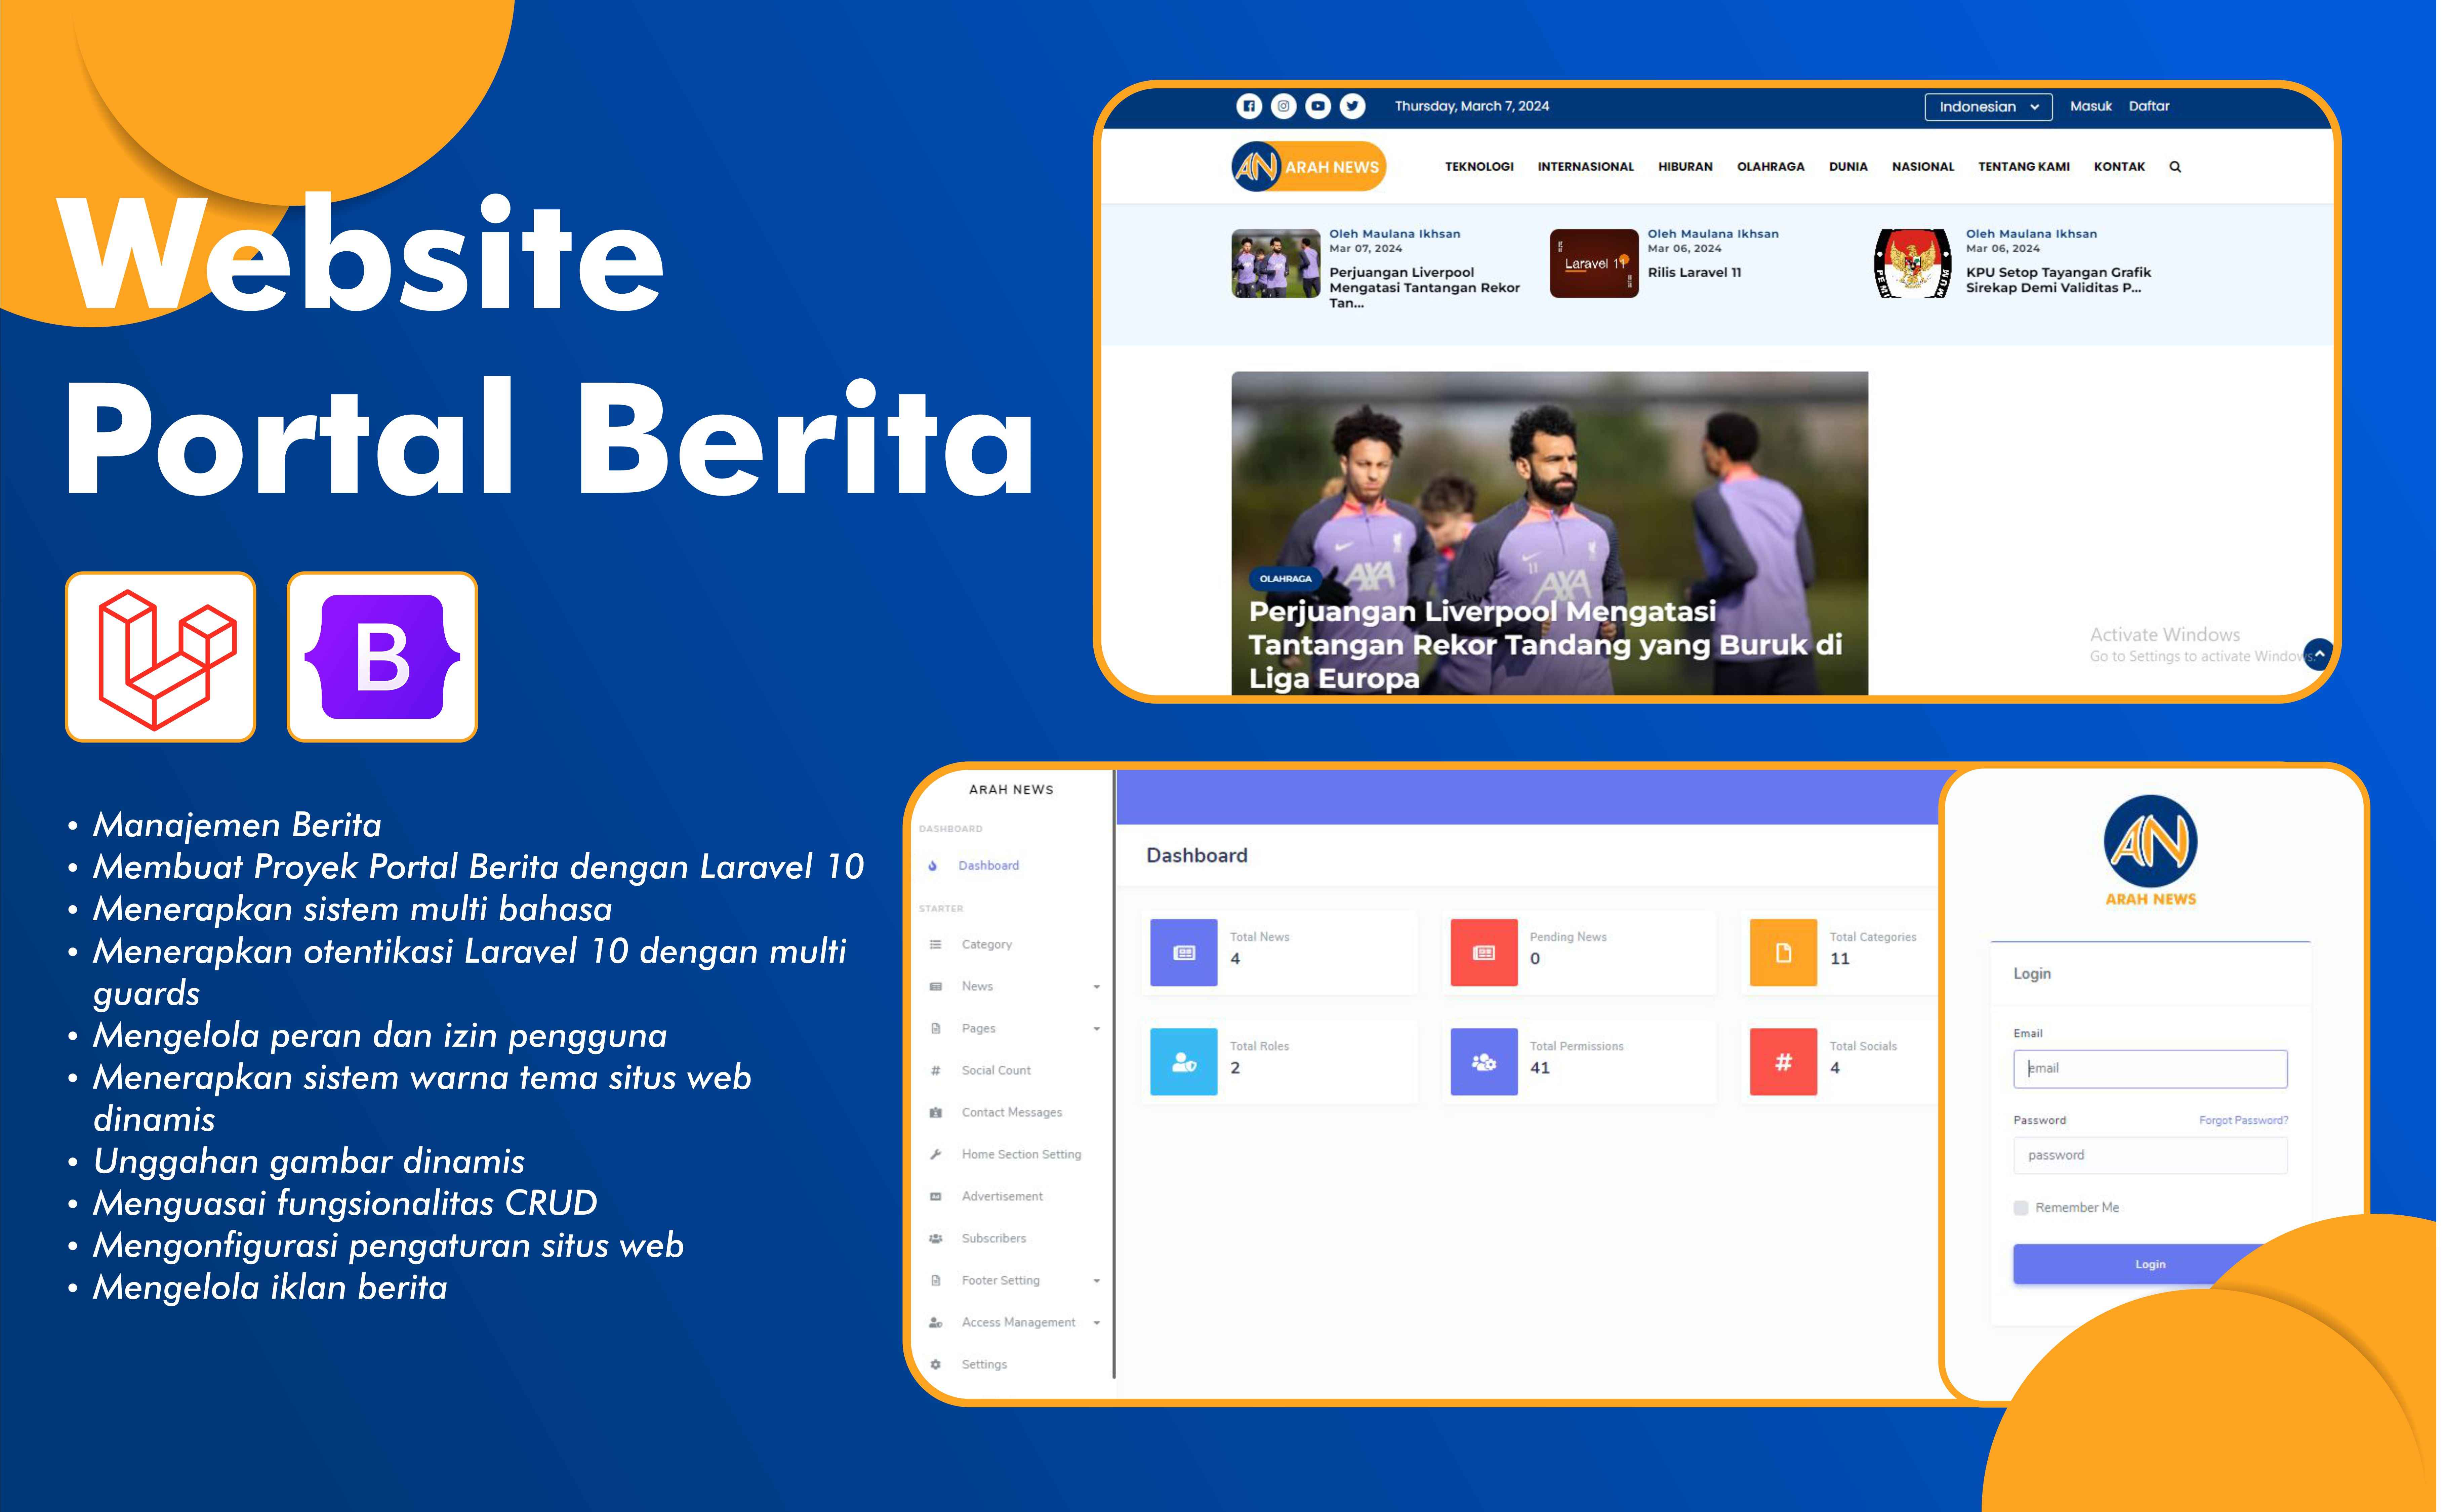 Website
Portal Berita
B
• Manajemen Berita
• Membuat Proyek Portal Berita dengan Laravel 10
• Menerapkan sistem multi bahasa
• Menerapkan otentikasi Laravel 10 dengan multi
guards
• Mengelola peran dan izin pengguna
• Menerapkan sistem warna tema situs web
dinamis
• Unggahan gambar dinamis
• Menguasai fungsionalitas CRUD
• Mengonfigurasi pengaturan situs web
• Mengelola iklan berita
Thursday, March 7, 2024
Indonesian
Masuk Daftar
AN ARAH NEWS
TEKNOLOGI INTERNASIONAL HIBURAN OLAHRAGA DUNIA NASIONAL TENTANG KAMI KONTAK
Oleh Maulana Ikhsan
Mar 07, 2024
Perjuangan Liverpool
Mengatasi Tantangan Rekor
Tan...
Laravel 11
Oleh Maulana Ikhsan
Mar 06, 2024
Rilis Laravel 11
Oleh Maulana Ikhsan
Mar 06, 2024
KPU Setop Tayangan Grafik
Sirekap Demi Validitas P...
AXA
11
AXA
OLAHRAGA
Perjuangan Liverpool Mengatasi
Tantangan Rekor Tandang yang Buruk di
Liga Europa
Activate Windows
Go to Settings to activate Windows.
ARAH NEWS
DASHBOARD
Dashboard
STARTER
Category
News
Pages
# Social Count
Contact Messages
Home Section Setting
Advertisement
Subscribers
Footer Setting
Access Management
Settings
Dashboard
Total News
4
Pending News
0
Total Categories
11
Total Roles
2
Total Permissions
41
#
Total Socials
4
AN
ARAH NEWS
Login
Email
email
Password
Forgot Password?
password
Remember Me
Login